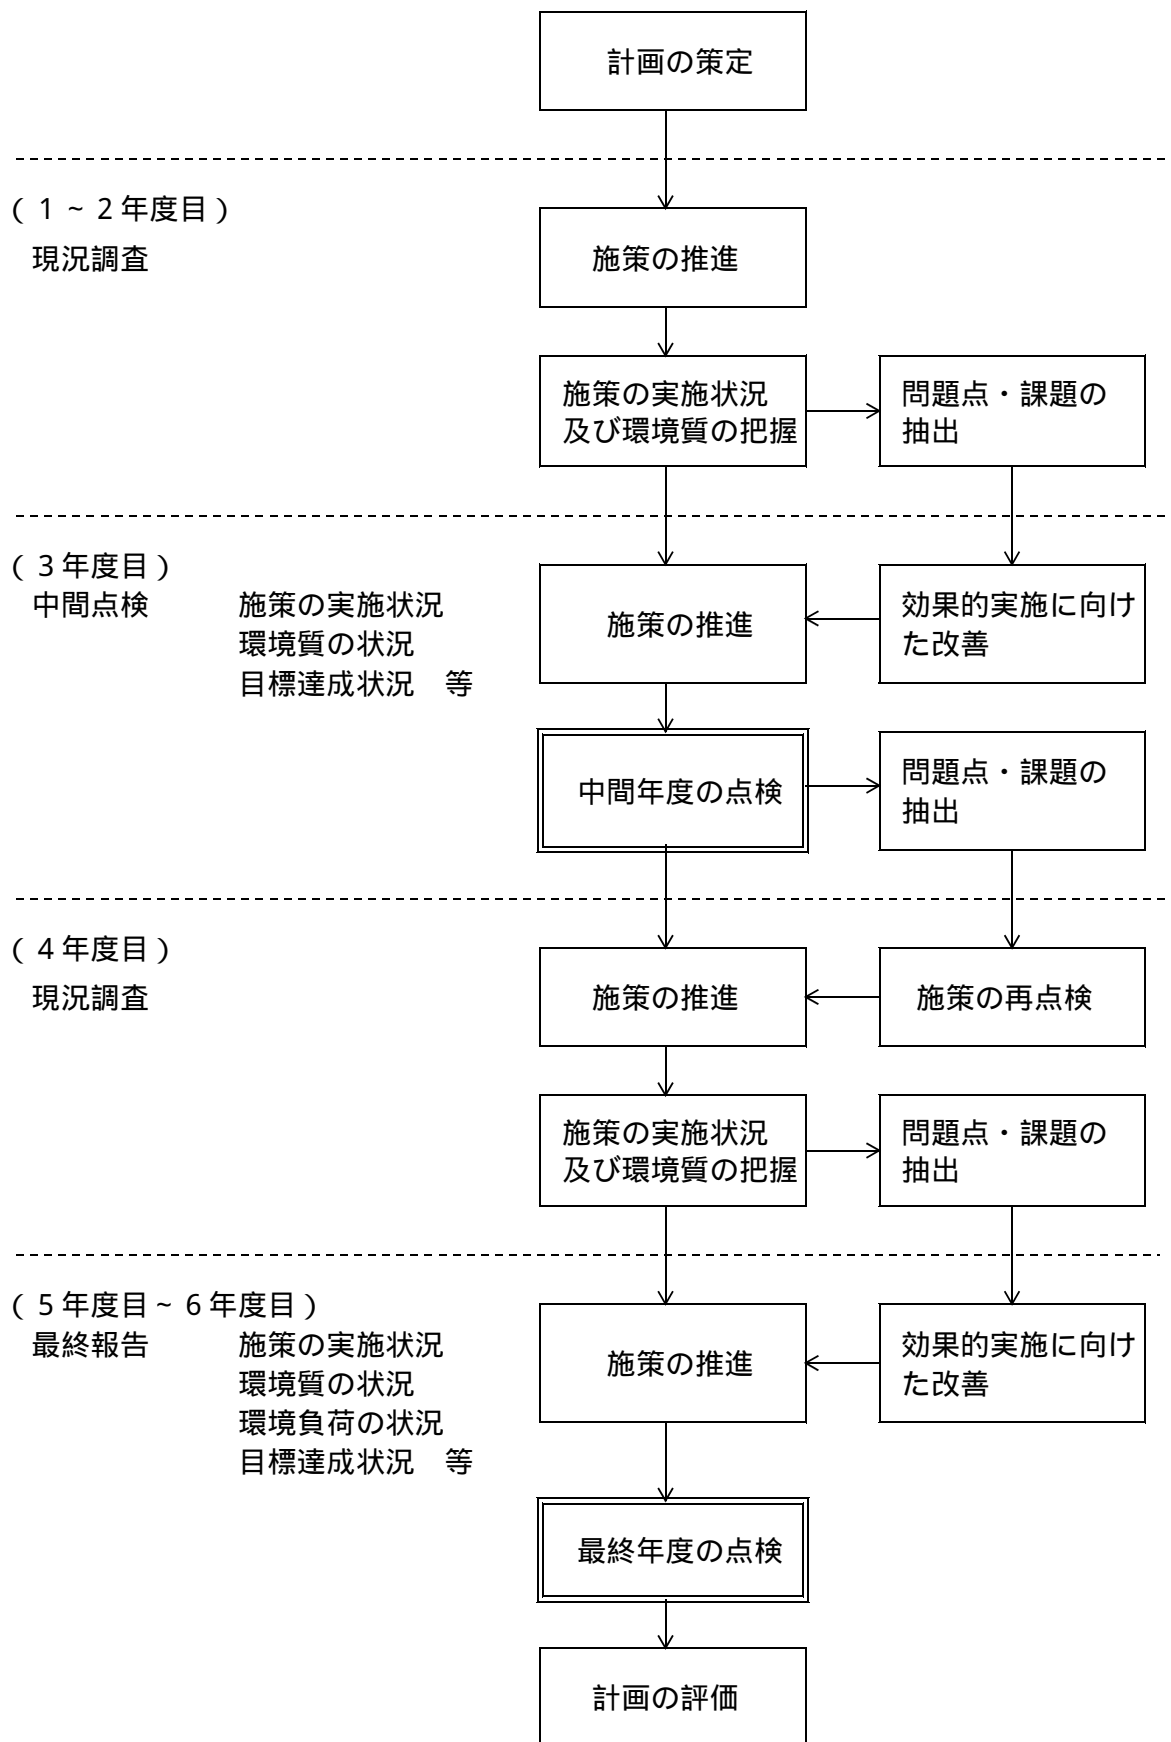 計画の策定
（１～２年度目）
現況調査
施策の推進
施策の実施状況
及び環境質の把握
問題点・課題の
抽出
（３年度目）
中間点検
施策の実施状況
環境質の状況
目標達成状況　等
施策の推進
効果的実施に向け
た改善
中間年度の点検
問題点・課題の
抽出
（４年度目）
現況調査
施策の推進
施策の再点検
施策の実施状況
及び環境質の把握
問題点・課題の
抽出
（５年度目～６年度目）
最終報告
施策の実施状況
環境質の状況
環境負荷の状況
目標達成状況　等
施策の推進
効果的実施に向け
た改善
最終年度の点検
計画の評価